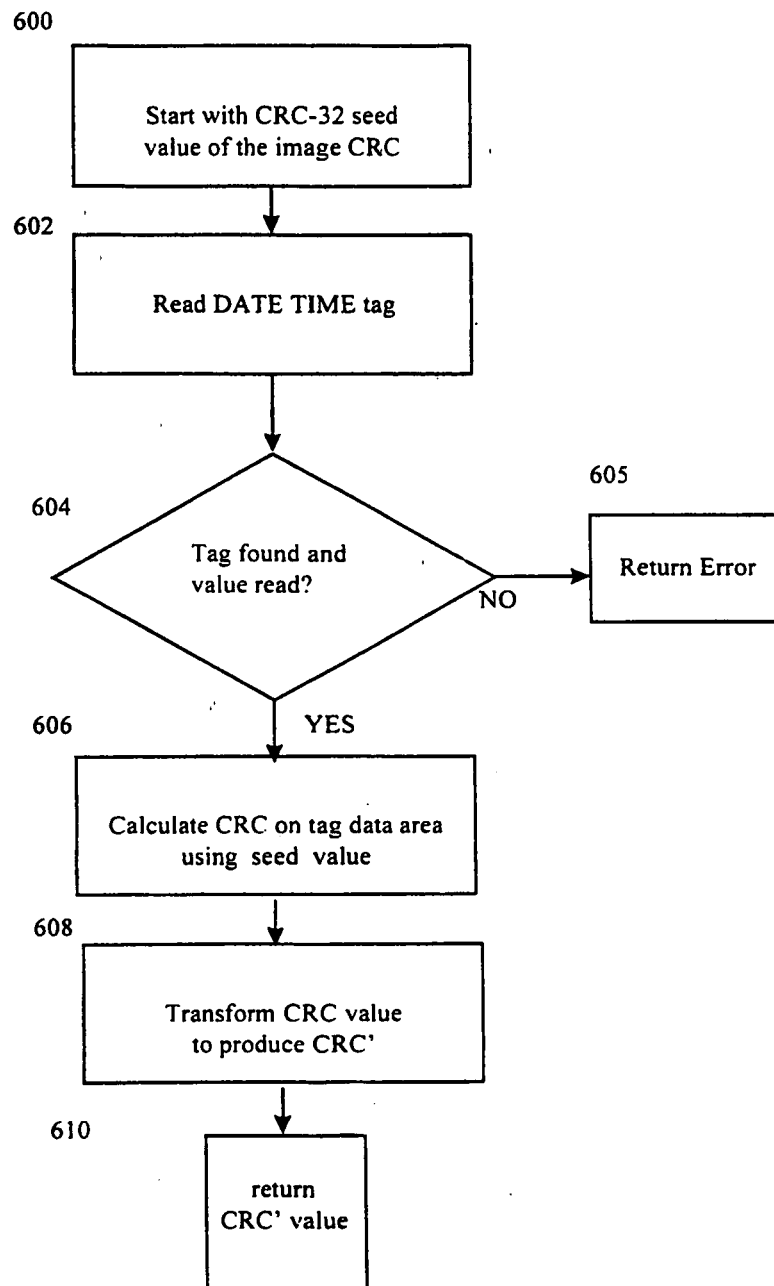 600
Start with CRC-32 seed
value of the image CRC
602
Read DATE TIME tag
604
Tag found and
value read?
605
Return Error
NO
YES
606
Calculate CRC on tag data area
using seed value
608
Transform CRC value
to produce CRC’
610
return
CRC’ value